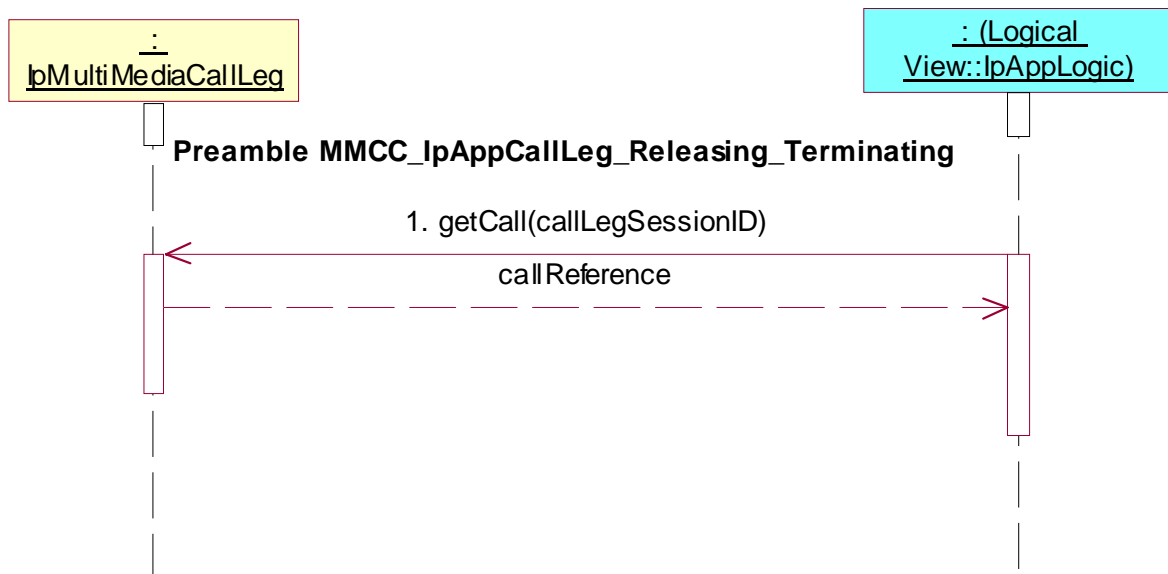 :
IpMultiMediaCallLeg
: (Logical
View::IpAppLogic)
Preamble MMCC_IpAppCallLeg_Releasing_Terminating
1. getCall(callLegSessionID)
callReference